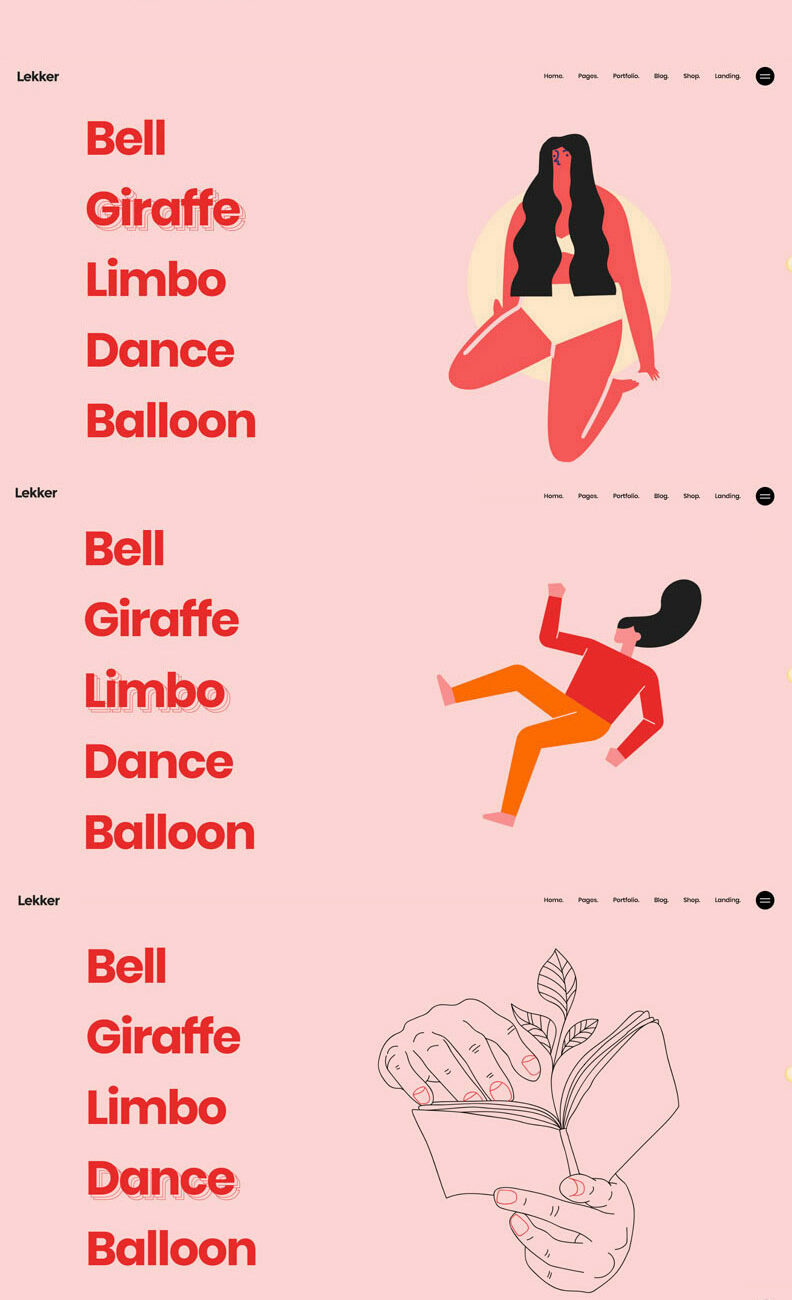 Lekker Home. Pages. Portfolio. Blog. Shop. Landing.
Bell
Giraffe
Limbo
Dance
Balloon
Lekker Home. Pages. Portfolio. Blog. Shop. Landing.
Bell
Giraffe
Limbo
Dance
Balloon
Lekker Home. Pages. Portfolio. Blog. Shop. Landing.
Bell
Giraffe
Limbo
Dance
Balloon